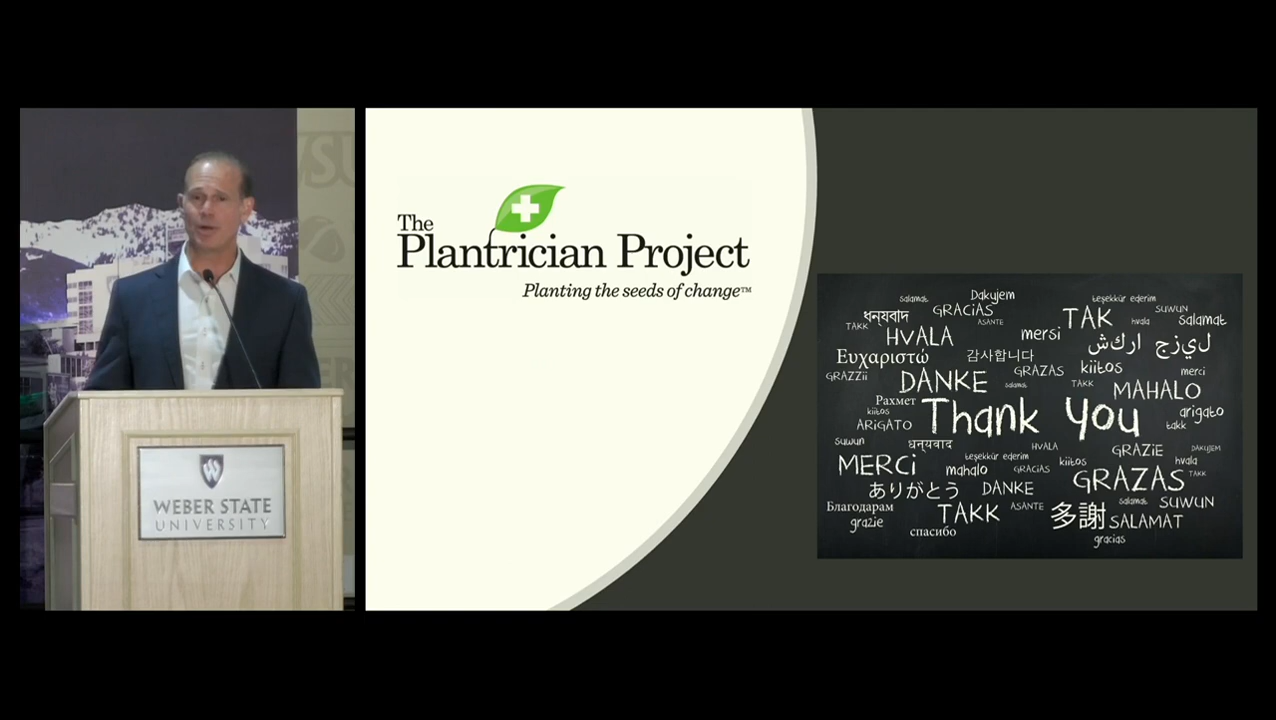 WSU
WEBER STATE
UNIVERSITY
The
Plantrician Project
Planting the seeds of change™
salamat
Dakujem
teşekkür ederim
धन्यवाद
GRACiAS
TAK
SUWUN
TAKK
ASANTE
hvala
salamat
HVALA
mersi
شكرا جزيل
Ευχαριστώ
감사합니다
kiitos
merci
GRAZZii
GRAZAS
DANKE
salamat
TAKK
MAHALO
Рахмет
kiitos
Thank You
arigato
ARiGATO
takk
suwun
धन्यवाद
HVALA
GRAZiE
DAKUJEM
teşekkür ederim
MERCi
mahalo
GRACiAS
kiitos
hvala
GRAZAS
TAKK
ありがとう
DANKE
Благодарам
TAKK
ASANTE
多謝
salamat
SUWUN
grazie
SALAMAT
спасибо
gracias